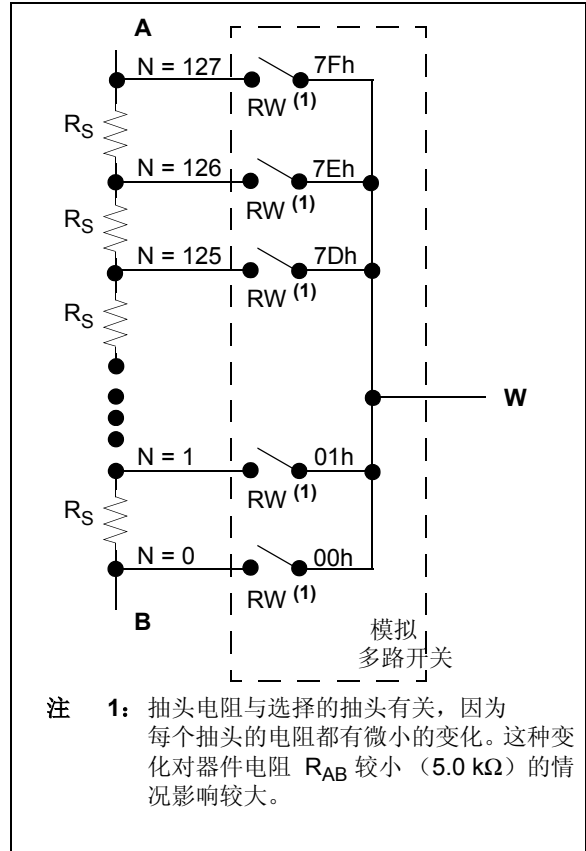 A
N = 127
7Fh
RW (1)
RS
N = 126
7Eh
RW (1)
RS
N = 125
7Dh
RW (1)
RS
W
N = 1
01h
RW (1)
RS
N = 0
00h
RW (1)
B
模拟
多路开关
注 1： 抽头电阻与选择的抽头有关，因为
每个抽头的电阻都有微小的变化。这种变
化对器件电阻 RAB 较小 （5.0 kΩ）的情
况影响较大。